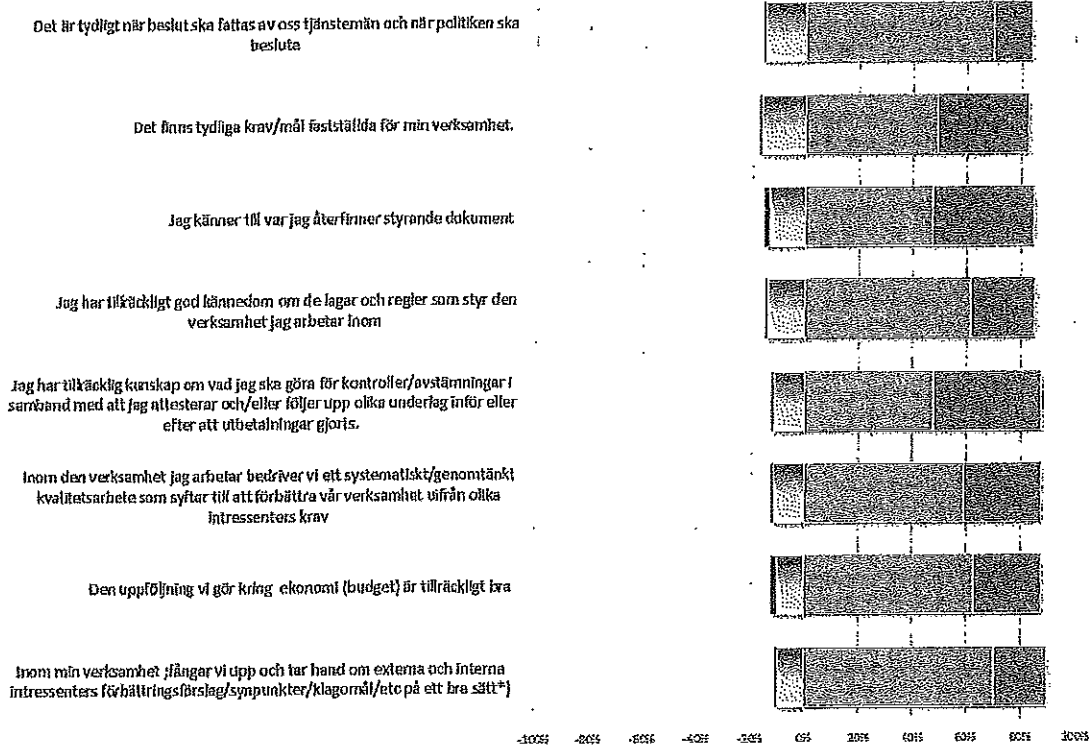 Det är tydligt när beslut ska fattas av oss tjänstemän och när politiken ska
besluta
Det finns tydliga krav/mål fastställda för min verksamhet.
Jag känner till var jag återfinner styrande dokument
Jag har tillräckligt god kännedom om de lagar och regler som styr den
verksamhet jag arbetar inom
Jag har tillräcklig kunskap om vad jag ska göra för kontroller/avstämningar i
samband med att jag attesterar och/eller följer upp olika underlag inför eller
efter att utbetalningar gjorts.
Inom den verksamhet jag arbetar bedriver vi ett systematiskt/genomtänkt
kvalitetsarbete som syftar till att förbättra vår verksamhet utifrån olika
intressenters krav
Den uppföljning vi gör kring ekonomi (budget) är tillräckligt bra
Inom min verksamhet ;fångar vi upp och tar hand om externa och interna
intressenters förbättringsförslag/synpunkter/klagomål/etc på ett bra sätt*)
-100% -80% -60% -40% -20% 0% 20% 40% 60% 80% 100%